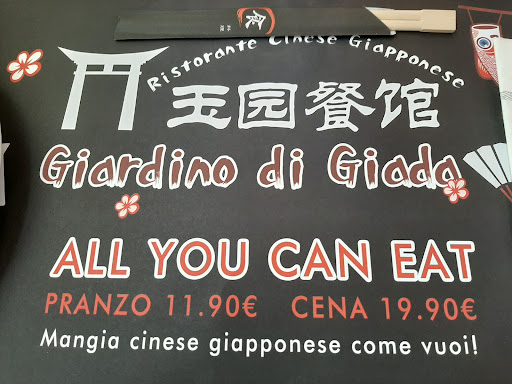 Ristorante Cinese Giapponese
玉园餐馆
Giardino di Giada
ALL YOU CAN EAT
PRANZO 11.90€ CENA 19.90€
Mangia cinese giapponese come vuoi!